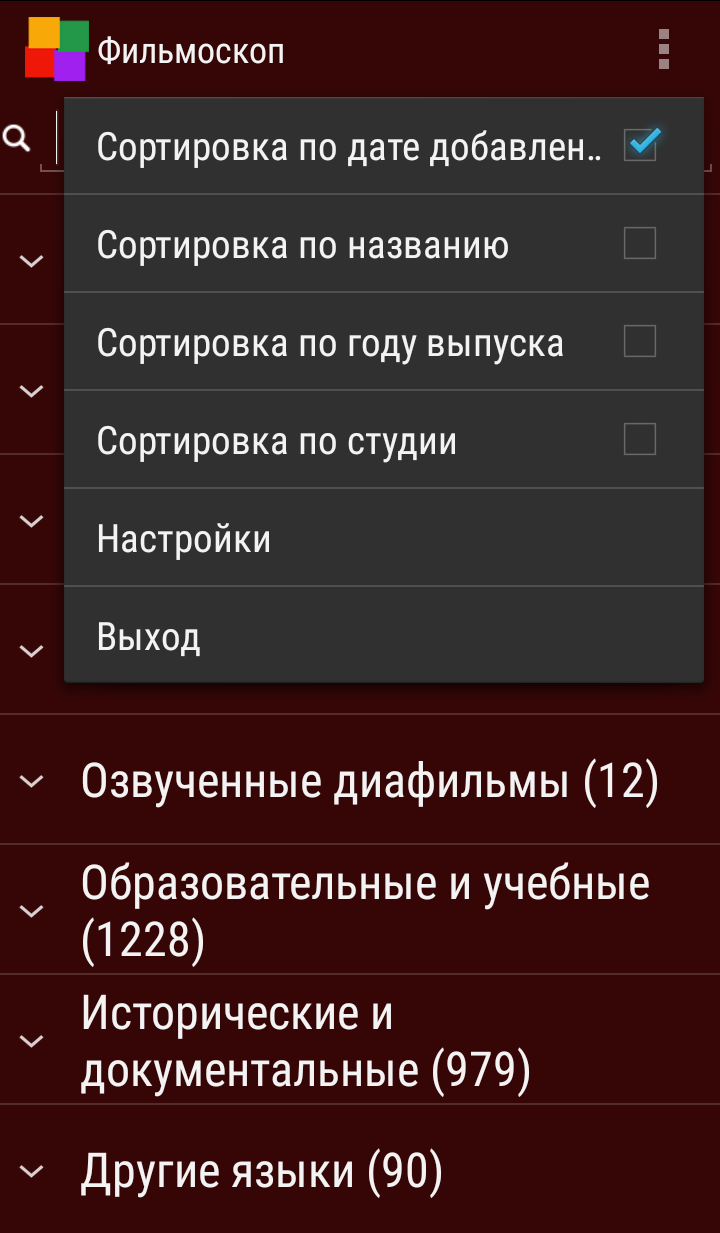 Фильмоскоп
Сортировка по дате добавлен...
Сортировка по названию
Сортировка по году выпуска
Сортировка по студии
Настройки
Выход
Озвученные диафильмы (12)
Образовательные и учебные
(1228)
Исторические и
документальные (979)
Другие языки (90)